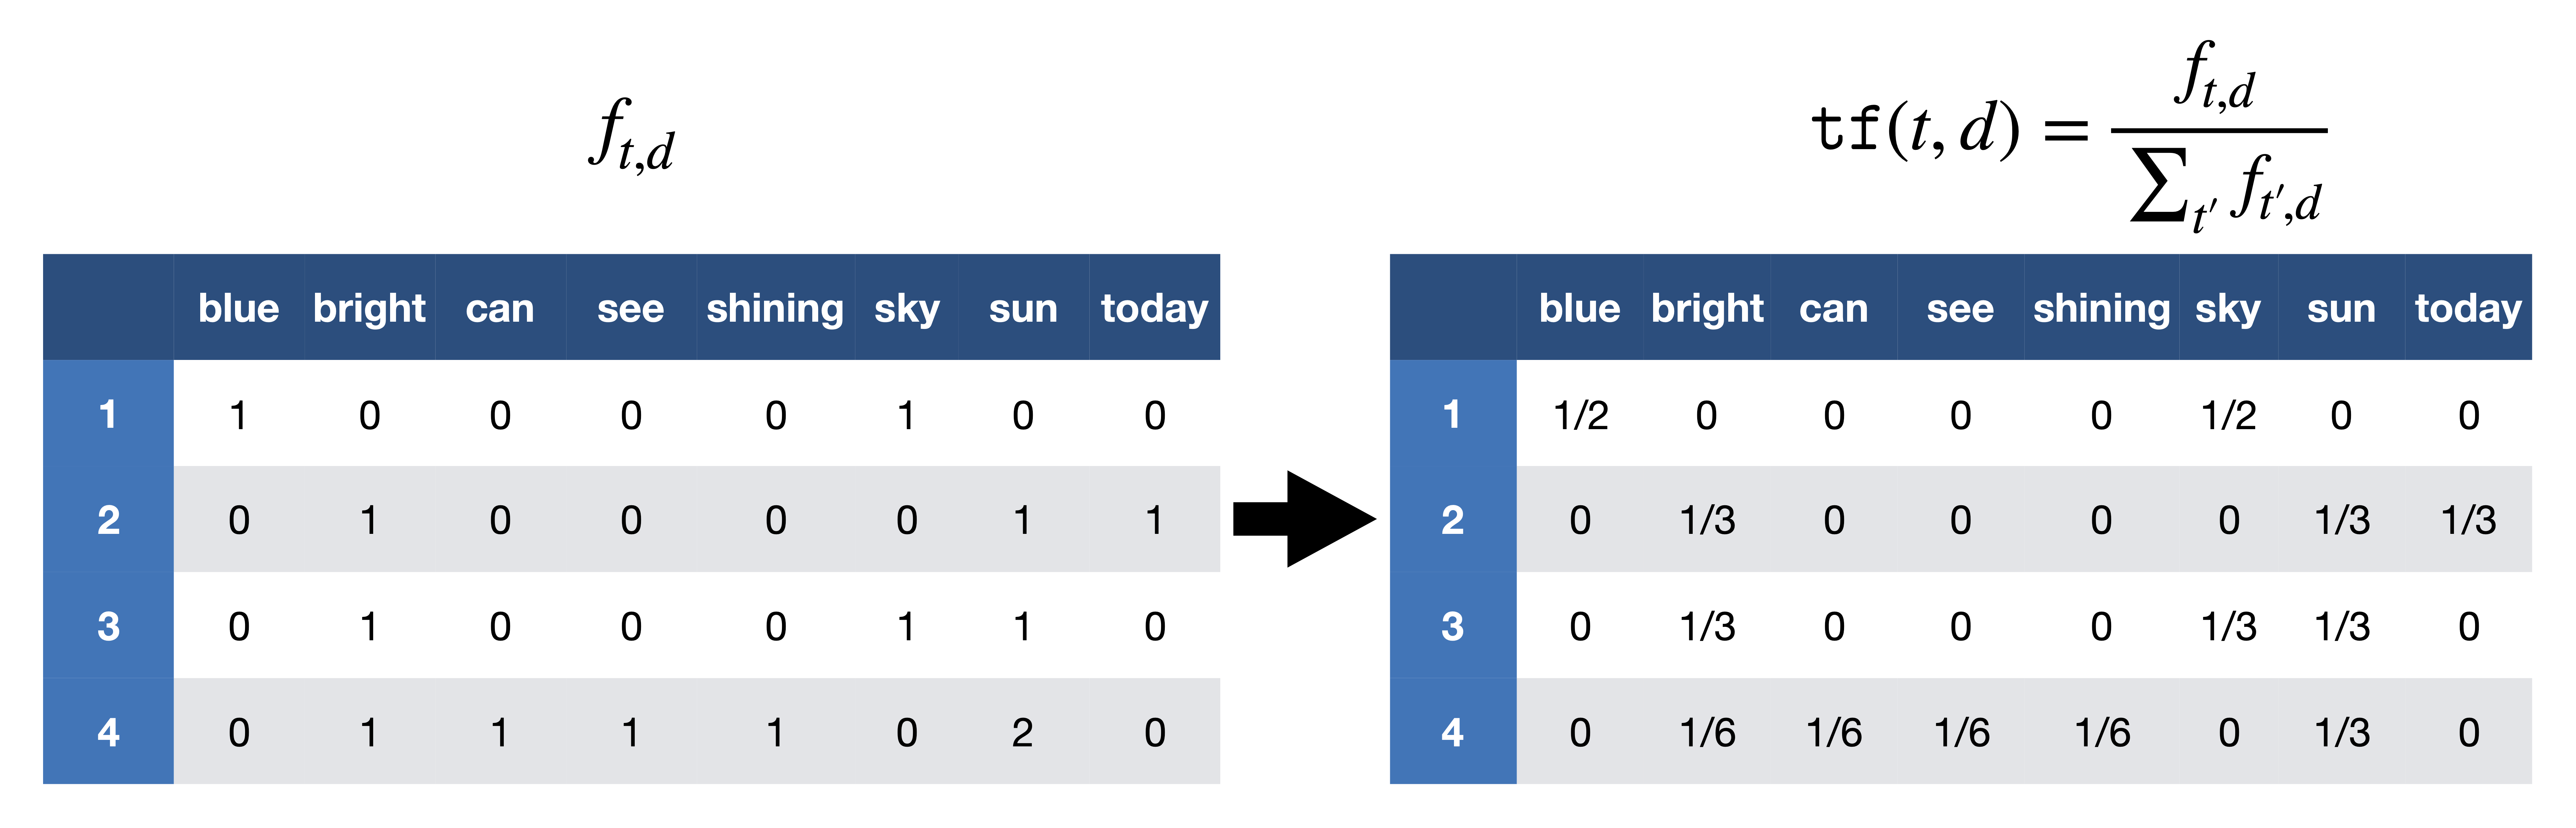 f_{t,d}
tf(t, d) = \frac{f_{t,d}}{\sum_{t'} f_{t',d}}
blue bright can see shining sky sun today
1 1 0 0 0 0 1 0 0
2 0 1 0 0 0 0 1 1
3 0 1 0 0 0 1 1 0
4 0 1 1 1 1 0 2 0
blue bright can see shining sky sun today
1 1/2 0 0 0 0 1/2 0 0
2 0 1/3 0 0 0 0 1/3 1/3
3 0 1/3 0 0 0 1/3 1/3 0
4 0 1/6 1/6 1/6 1/6 0 1/3 0